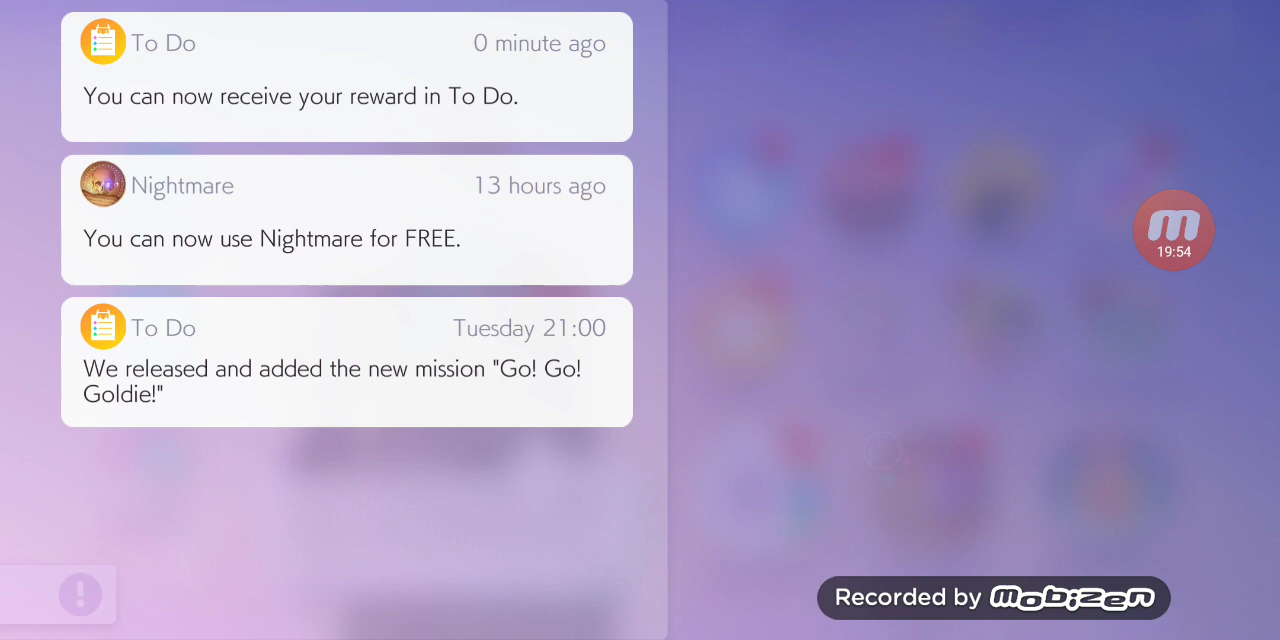 To Do
0 minute ago
You can now receive your reward in To Do.
Nightmare
13 hours ago
You can now use Nightmare for FREE.
To Do
Tuesday 21:00
We released and added the new mission "Go! Go!
Goldie!"
19:54
Recorded by mobizen